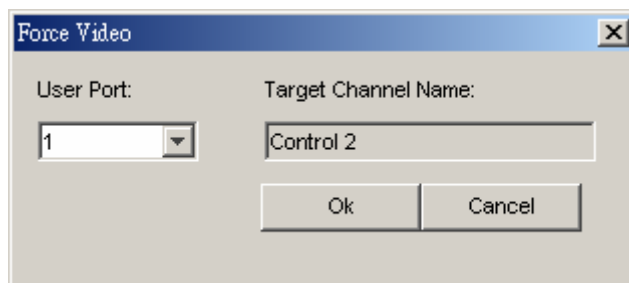 Force Video
User Port: Target Channel Name:
1 Control 2
Ok Cancel